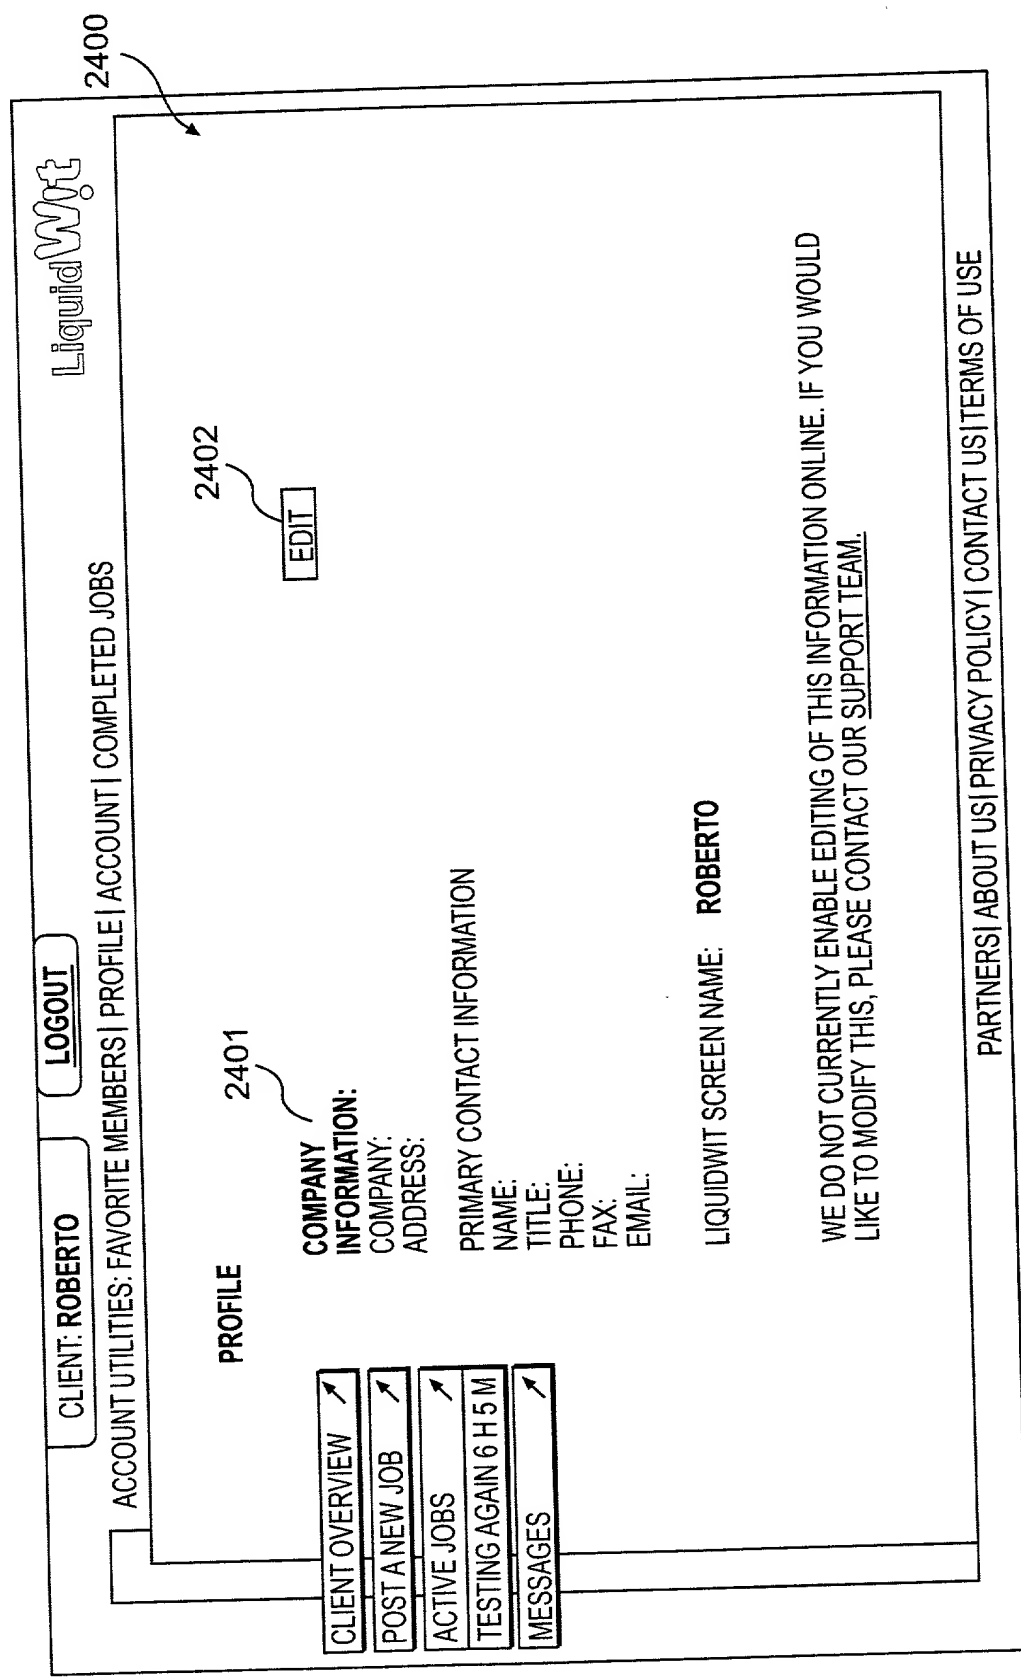 2400
CLIENT: ROBERTO
LOGOUT
LiquidWit
ACCOUNT UTILITIES: FAVORITE MEMBERS| PROFILE| ACCOUNT| COMPLETED JOBS
PROFILE
2401
2402
COMPANY
INFORMATION:
EDIT
COMPANY:
ADDRESS:
PRIMARY CONTACT INFORMATION
NAME:
TITLE:
PHONE:
FAX:
EMAIL:
LIQUIDWIT SCREEN NAME: ROBERTO
WE DO NOT CURRENTLY ENABLE EDITING OF THIS INFORMATION ONLINE. IF YOU WOULD
LIKE TO MODIFY THIS, PLEASE CONTACT OUR SUPPORT TEAM.
CLIENT OVERVIEW
POST A NEW JOB
ACTIVE JOBS
TESTING AGAIN 6 H 5 M
MESSAGES
PARTNERS| ABOUT US| PRIVACY POLICY| CONTACT US|TERMS OF USE